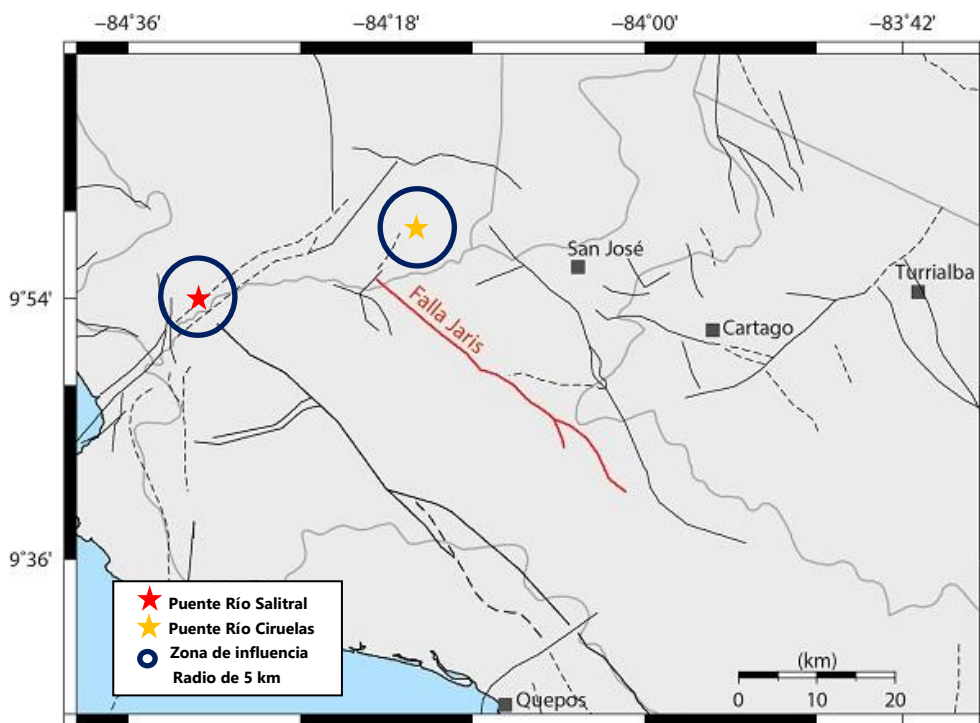 −84˚36'
−84˚18'
−84˚00'
−83˚42'
9˚54'
9˚36'
San José
Turrialba
Cartago
Falla Jaris
Puente Río Salitral
Puente Río Ciruelas
Zona de influencia
Radio de 5 km
(km)
0 10 20
Quepos